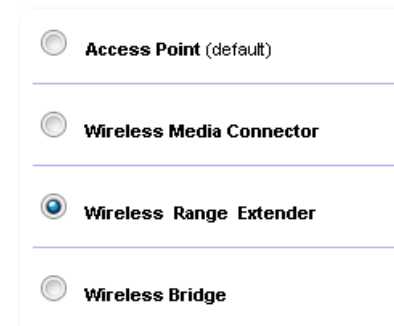 Access Point (default)
Wireless Media Connector
Wireless Range Extender
Wireless Bridge